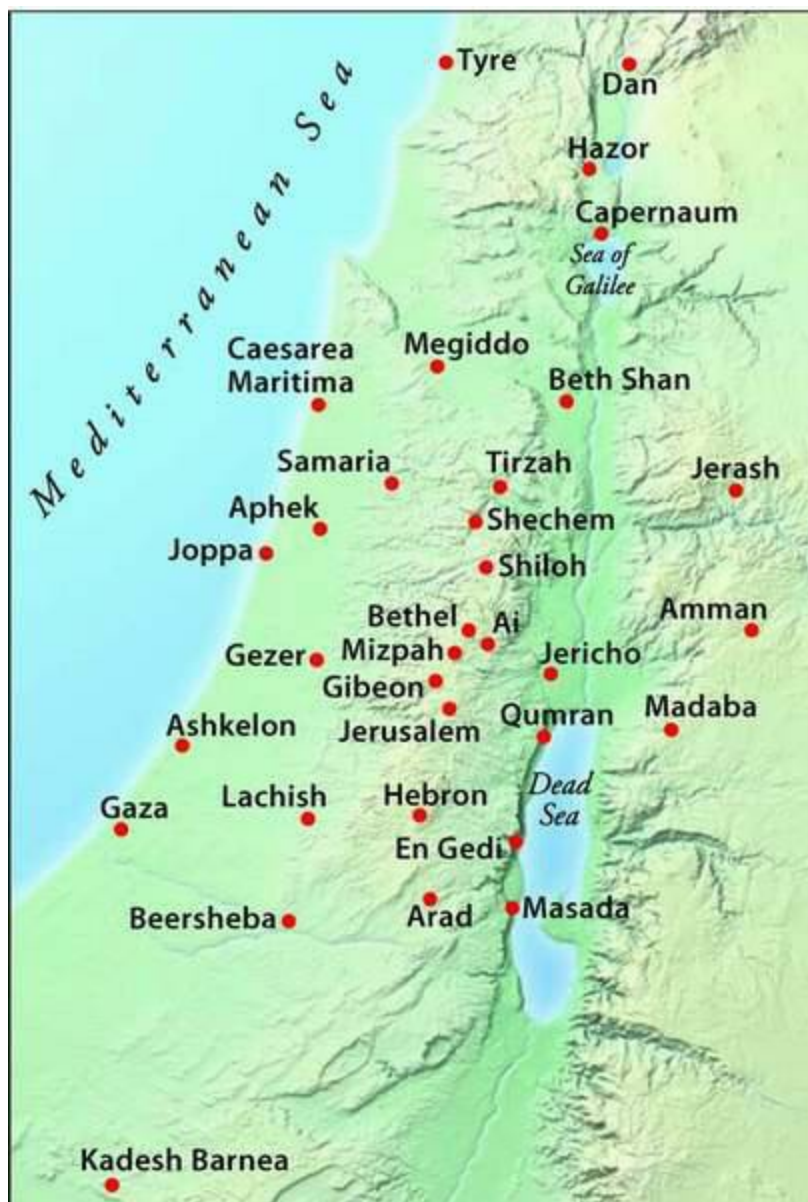 Mediterranean Sea
Tyre
Dan
Hazor
Capernaum
Sea of
Galilee
Megiddo
Caesarea
Maritima
Beth Shan
Samaria
Tirzah
Jerash
Aphek
Shechem
Joppa
Shiloh
Bethel
Ai
Amman
Gezer
Mizpah
Jericho
Gibeon
Jerusalem
Qumran
Madaba
Ashkelon
Dead
Sea
Gaza
Lachish
Hebron
En Gedi
Beersheba
Arad
Masada
Kadesh Barnea